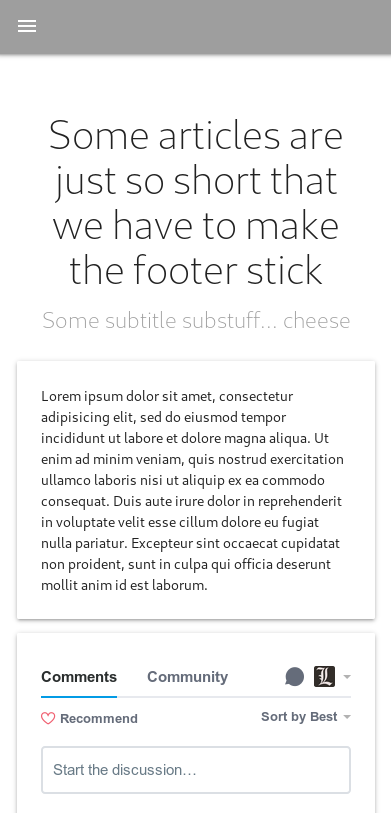 Some articles are
just so short that
we have to make
the footer stick
Some subtitle substuff... cheese
Lorem ipsum dolor sit amet, consectetur
adipisicing elit, sed do eiusmod tempor
incididunt ut labore et dolore magna aliqua. Ut
enim ad minim veniam, quis nostrud exercitation
ullamco laboris nisi ut aliquip ex ea commodo
consequat. Duis aute irure dolor in reprehenderit
in voluptate velit esse cillum dolore eu fugiat
nulla pariatur. Excepteur sint occaecat cupidatat
non proident, sunt in culpa qui officia deserunt
mollit anim id est laborum.
Comments Community L
Recommend Sort by Best
Start the discussion…